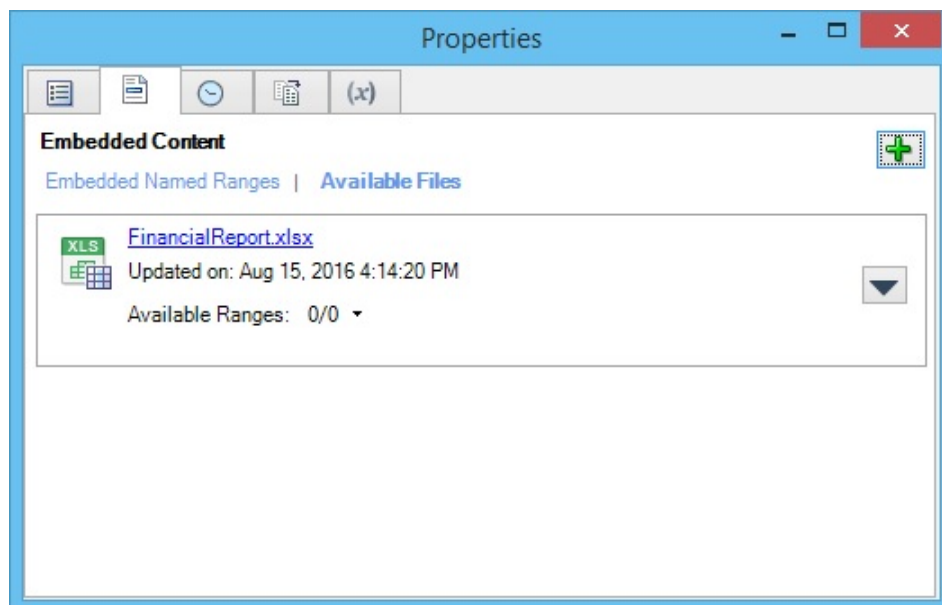 Properties
(x)
Embedded Content
Embedded Named Ranges | Available Files
XLS
FinancialReport.xlsx
Updated on: Aug 15, 2016 4:14:20 PM
Available Ranges: 0/0